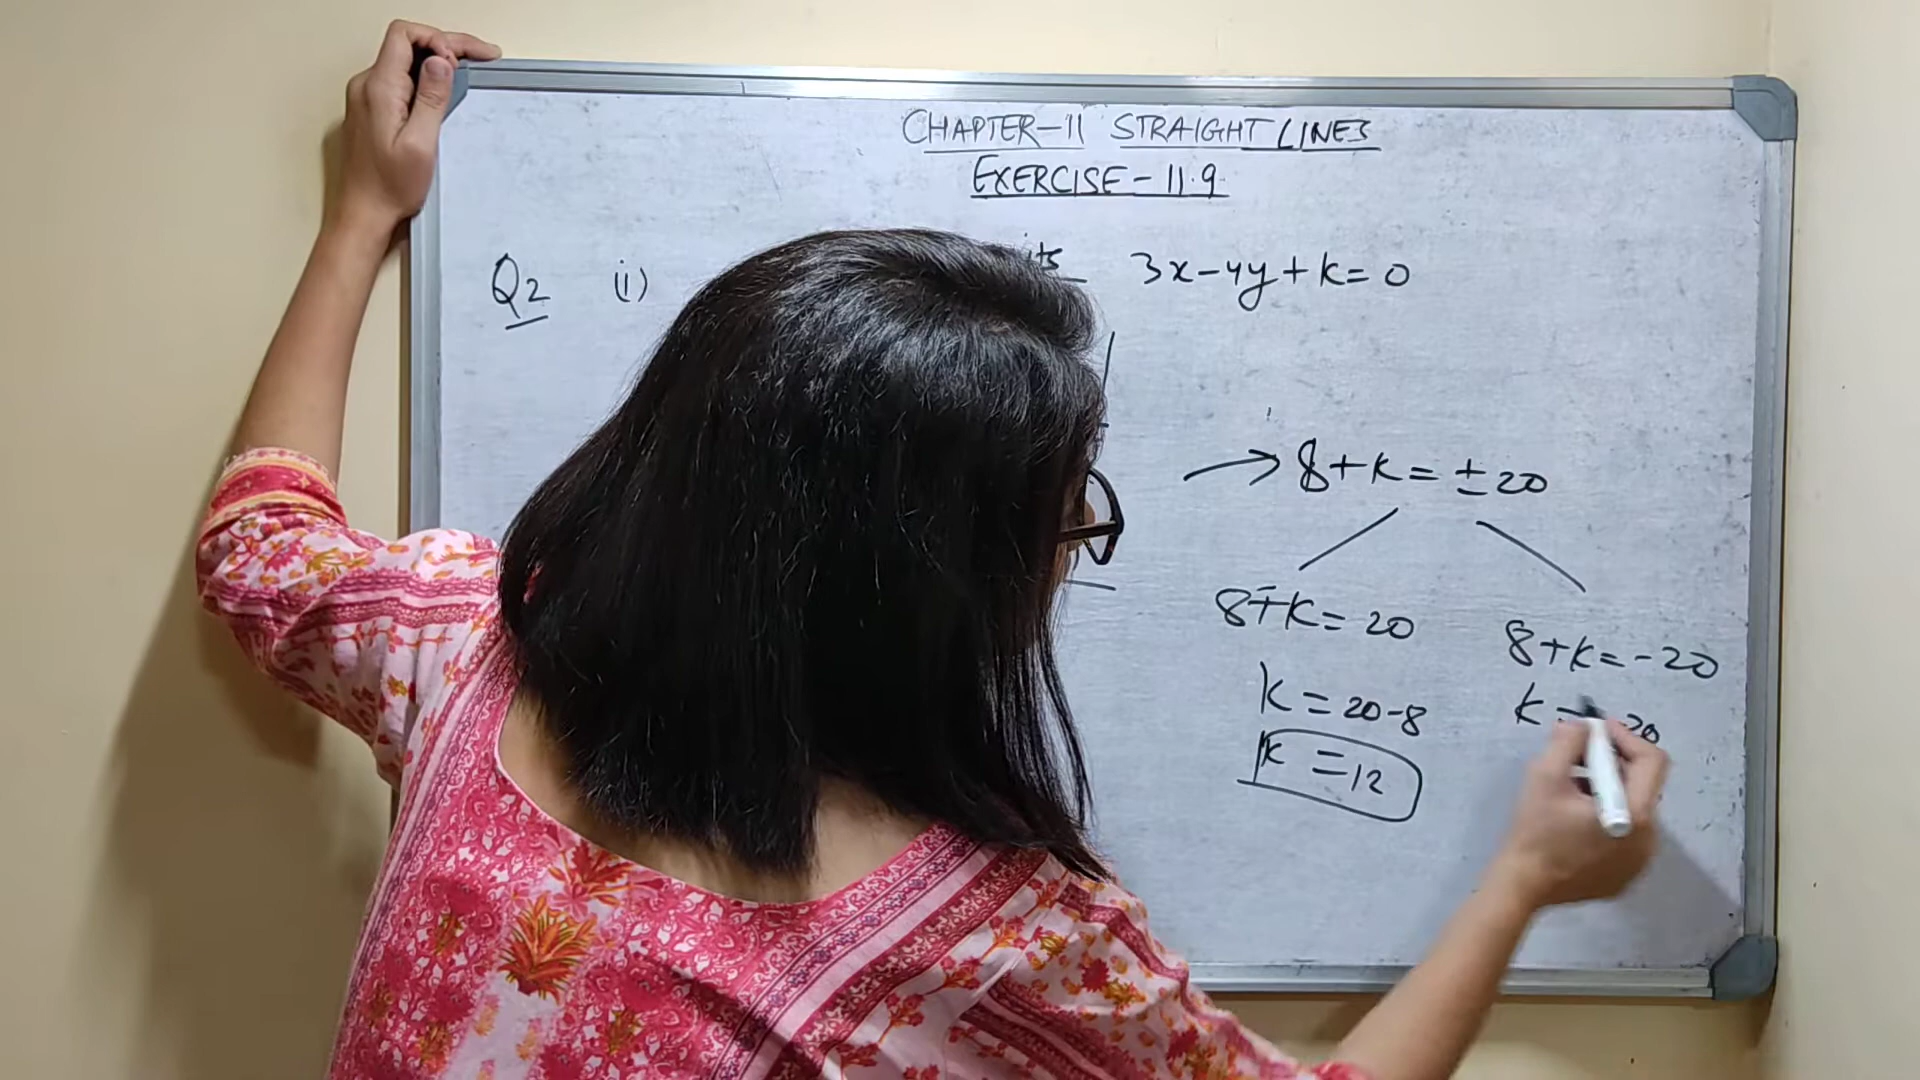 CHAPTER-11 STRAIGHT LINES
EXERCISE-11.9
Q2 (i) 3x-4y+k=0
8+k=±20
8+k=20
8+k=-20
k=20-8
k=12